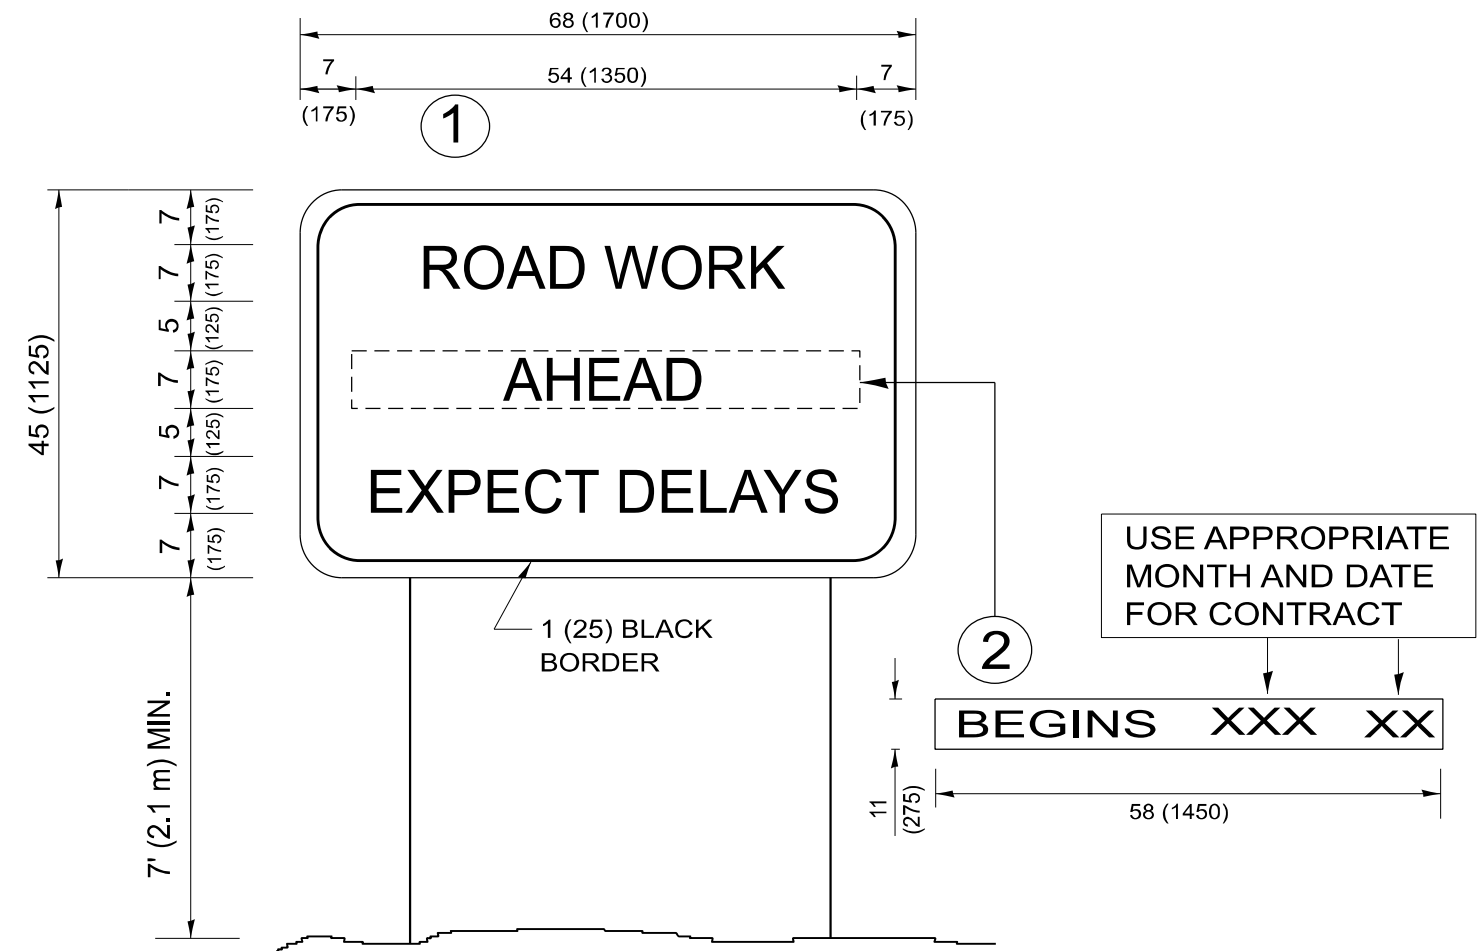 68 (1700)
7
54 (1350)
7
(175)
(175)
1
7
(175)
7
(175)
5
(125)
7
(175)
5
(125)
7
(175)
7
(175)
45 (1125)
7' (2.1 m) MIN.
ROAD WORK
AHEAD
EXPECT DELAYS
1 (25) BLACK
BORDER
USE APPROPRIATE
MONTH AND DATE
FOR CONTRACT
2
BEGINS XXX XX
11
(275)
58 (1450)